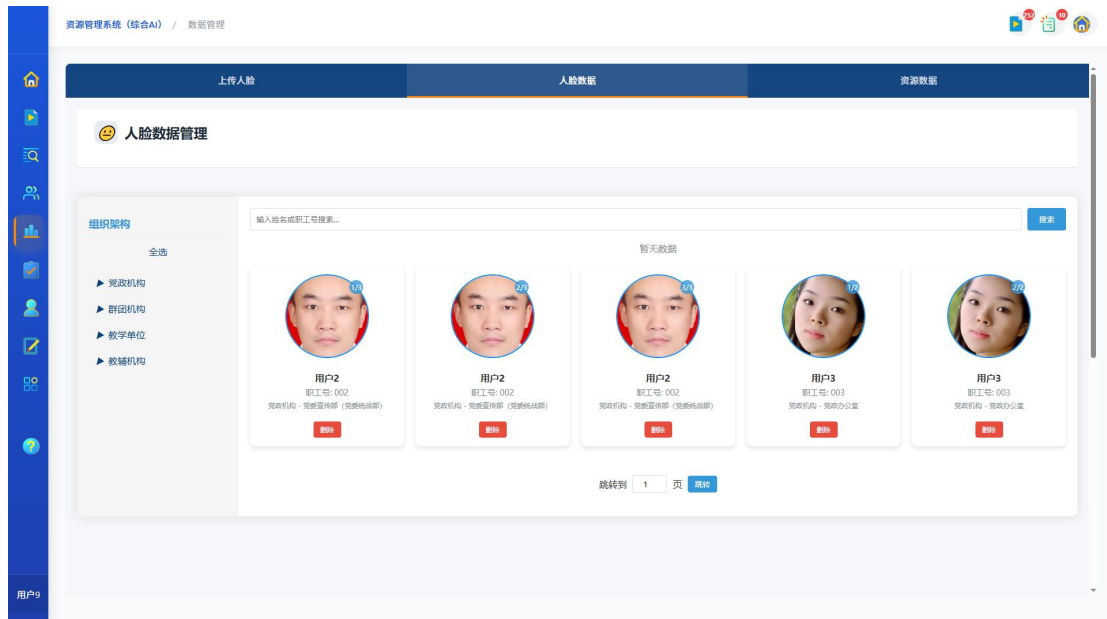 资源管理系统（综合AI） / 数据管理
252
10
上传人脸 人脸数据 资源数据
人脸数据管理
组织架构
全选
▶ 党政机构
▶ 群团机构
▶ 教学单位
▶ 教辅机构
输入姓名或职工号搜索... 搜索
暂无数据
1/3 2/3 3/3 1/2 2/2
用户2 用户2 用户2 用户3 用户3
职工号: 002 职工号: 002 职工号: 002 职工号: 003 职工号: 003
党政机构 - 党委宣传部（党委统战部） 党政机构 - 党委宣传部（党委统战部） 党政机构 - 党委宣传部（党委统战部） 党政机构 - 党政办公室 党政机构 - 党政办公室
删除 删除 删除 删除 删除
跳转到 1 页 跳转
用户9